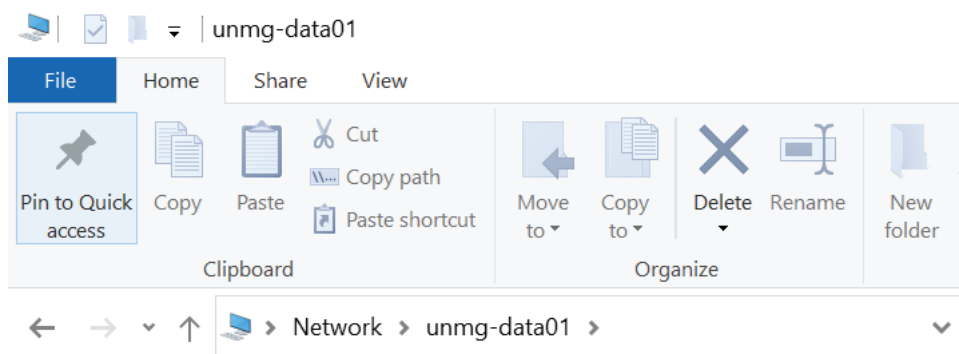 unmg-data01
File Home Share View
Pin to Quick access
Copy
Paste
Cut
\\... Copy path
Paste shortcut
Move to
Copy to
Delete
Rename
New folder
Clipboard
Organize
Network > unmg-data01 >